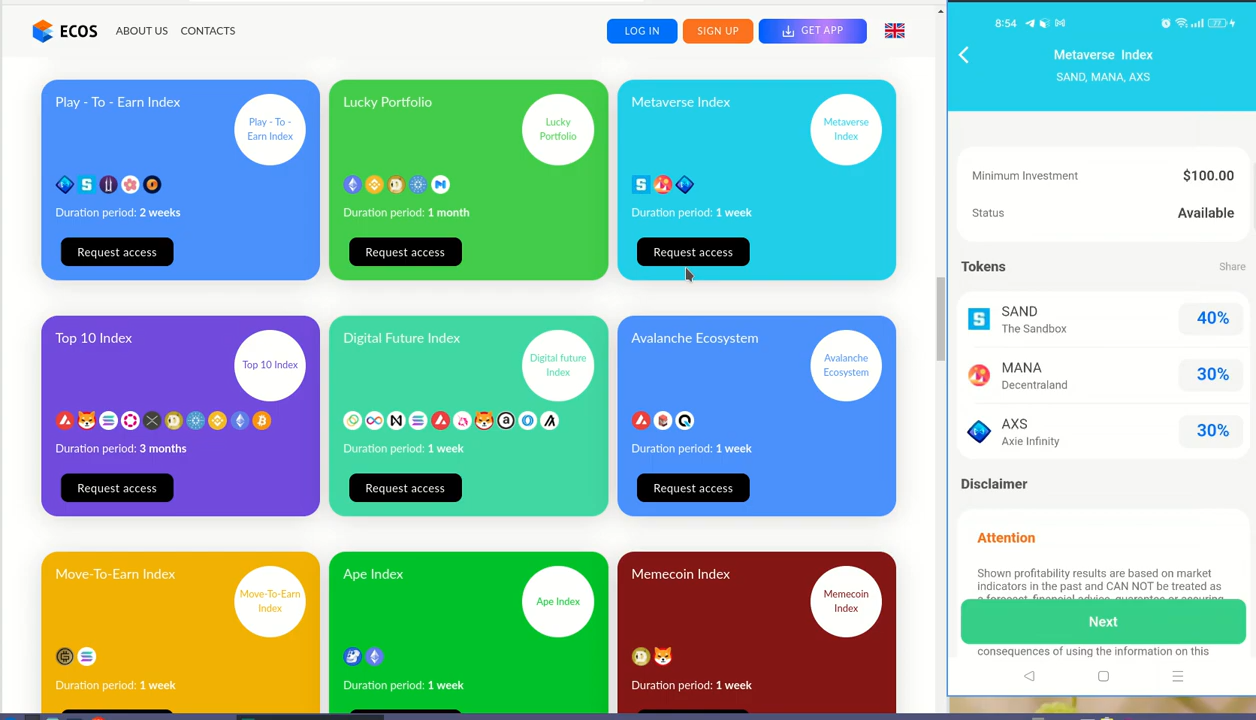 ECOS
ABOUT US
CONTACTS
LOG IN
SIGN UP
GET APP
Play - To - Earn Index
Play - To -
Earn Index
Duration period: 2 weeks
Request access
Lucky Portfolio
Lucky
Portfolio
Duration period: 1 month
Request access
Metaverse Index
Metaverse
Index
Duration period: 1 week
Request access
Top 10 Index
Top 10 Index
Duration period: 3 months
Request access
Digital Future Index
Digital future
Index
Duration period: 1 week
Request access
Avalanche Ecosystem
Avalanche
Ecosystem
Duration period: 1 week
Request access
Move-To-Earn Index
Move-To-Earn
Index
Duration period: 1 week
Ape Index
Ape Index
Duration period: 1 week
Memecoin Index
Memecoin
Index
Duration period: 1 week
8:54
77
Metaverse Index
SAND, MANA, AXS
Minimum Investment
$100.00
Status
Available
Tokens
Share
SAND
The Sandbox
40%
MANA
Decentraland
30%
AXS
Axie Infinity
30%
Disclaimer
Attention
Shown profitability results are based on market
indicators in the past and CAN NOT be treated as
Next
consequences of using the information on this